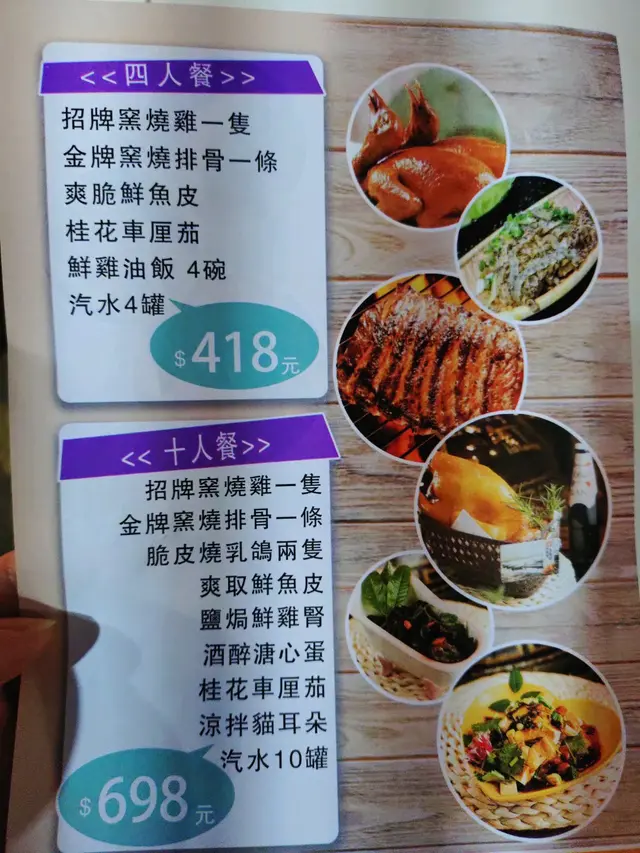 <<四人餐>>
招牌窯燒雞一隻
金牌窯燒排骨一條
爽脆鮮魚皮
桂花車厘茄
鮮雞油飯 4碗
汽水4罐
$418元
<<十人餐>>
招牌窯燒雞一隻
金牌窯燒排骨一條
脆皮燒乳鴿兩隻
爽取鮮魚皮
鹽焗鮮雞腎
酒醉溏心蛋
桂花車厘茄
涼拌貓耳朵
汽水10罐
$698元